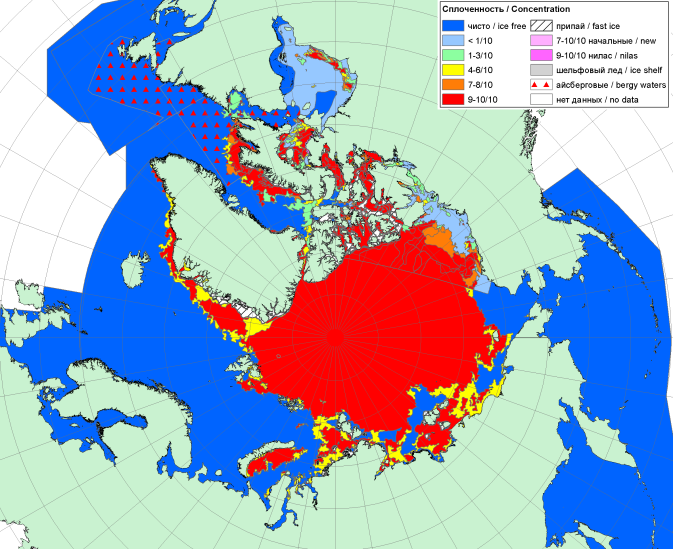 Сплоченность / Concentration
чисто / ice free
< 1/10
1-3/10
4-6/10
7-8/10
9-10/10
припай / fast ice
7-10/10 начальные / new
9-10/10 нилас / nilas
шельфовый лед / ice shelf
айсберговые / bergy waters
нет данных / no data